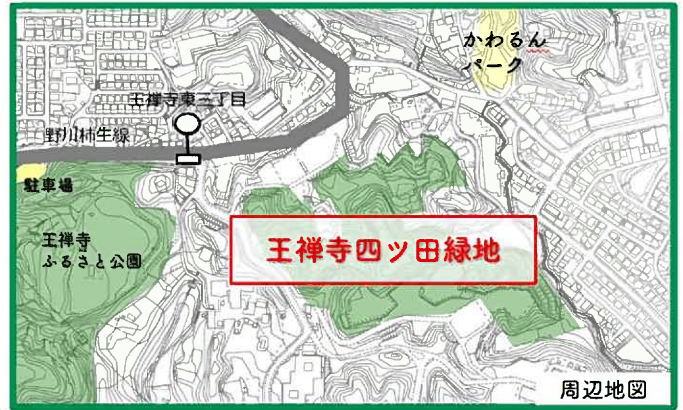 かわるん
パーク
王禅寺東三丁目
野川柿生線
駐車場
王禅寺
ふるさと公園
王禅寺四ツ田緑地
周辺地図